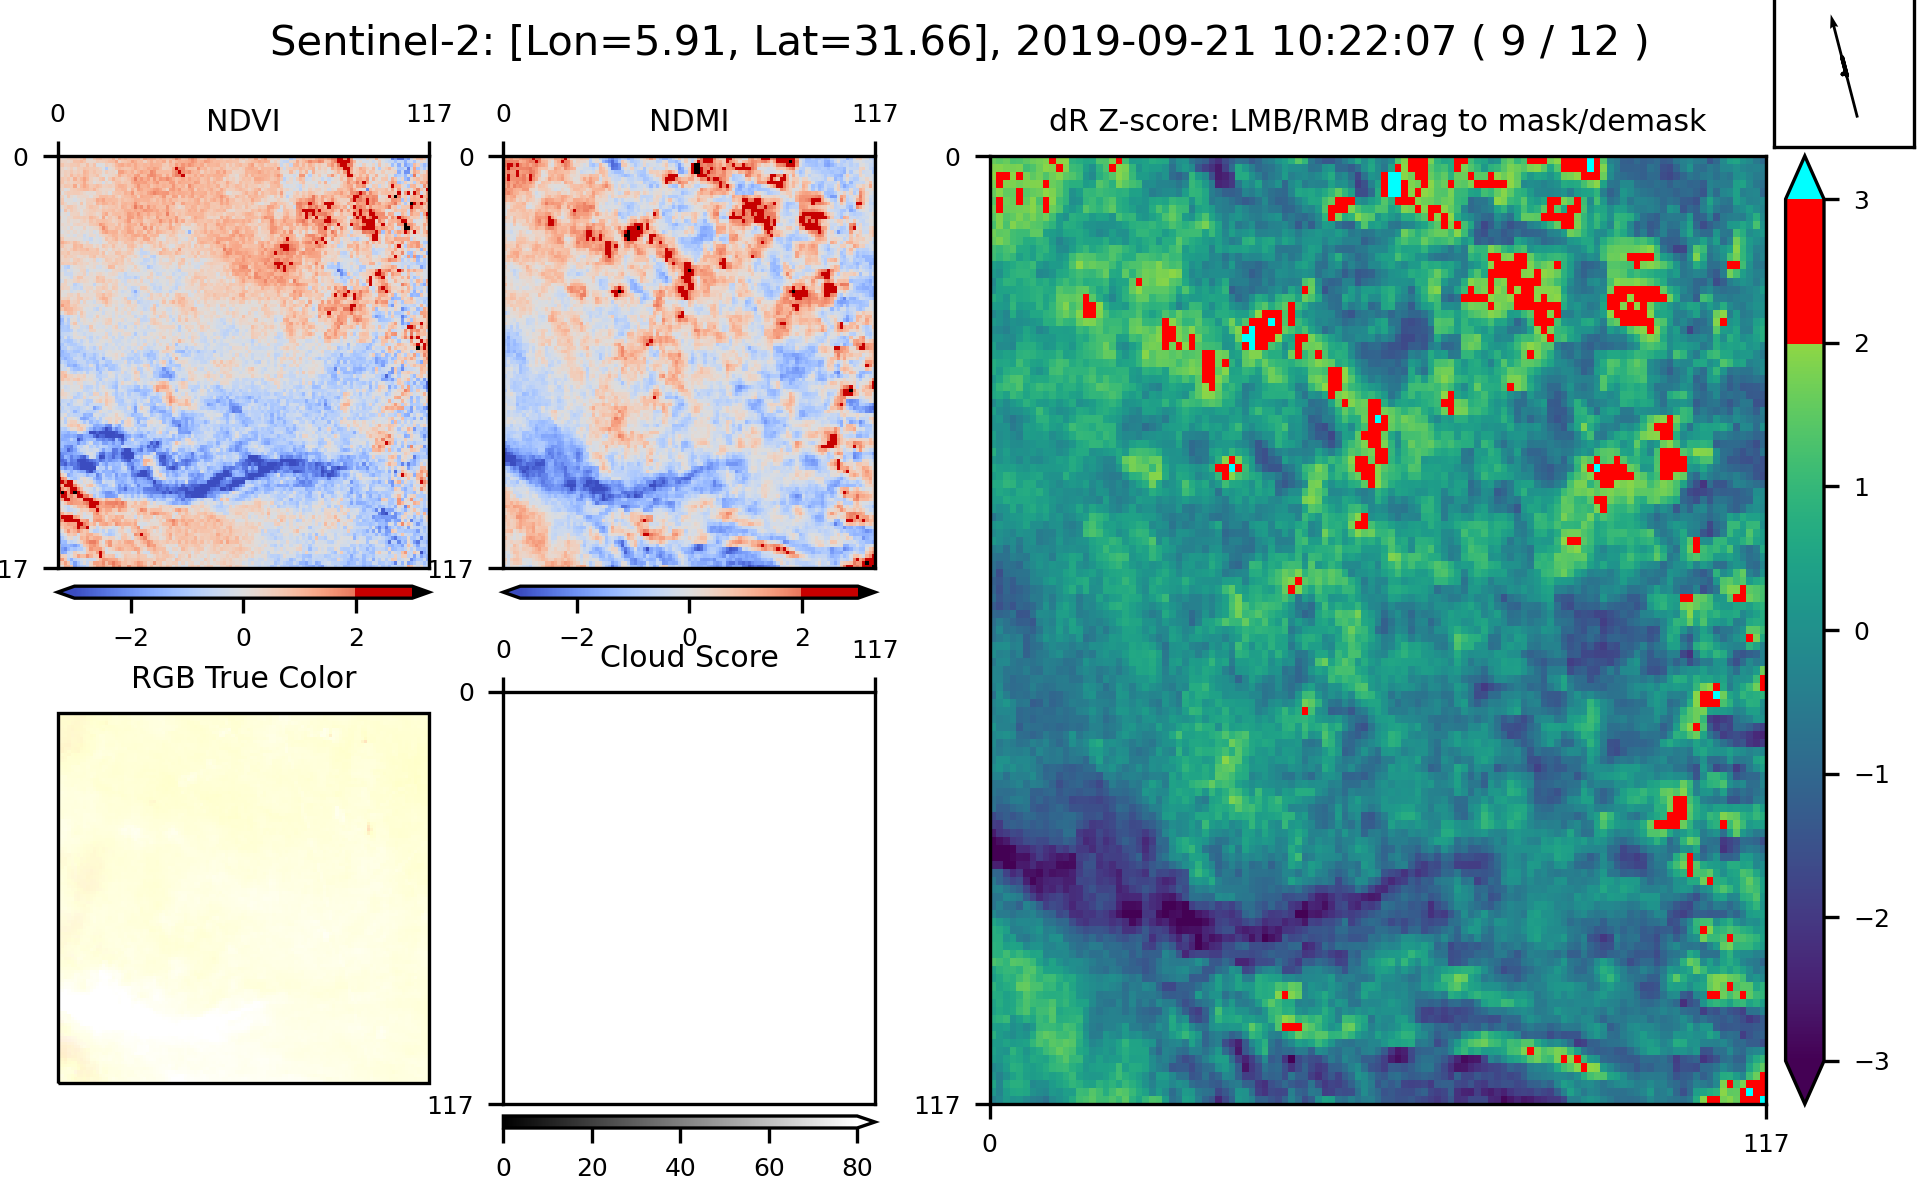 Sentinel-2: [Lon=5.91, Lat=31.66], 2019-09-21 10:22:07 ( 9 / 12 )
0 NDVI 117
0 NDMI 117
dR Z-score: LMB/RMB drag to mask/demask
0
0
0
17
117
−2 0 2
−2 0 2
3
2
1
0
−1
−2
−3
RGB True Color
0 Cloud Score 117
0
117
0 20 40 60 80
117
0 117